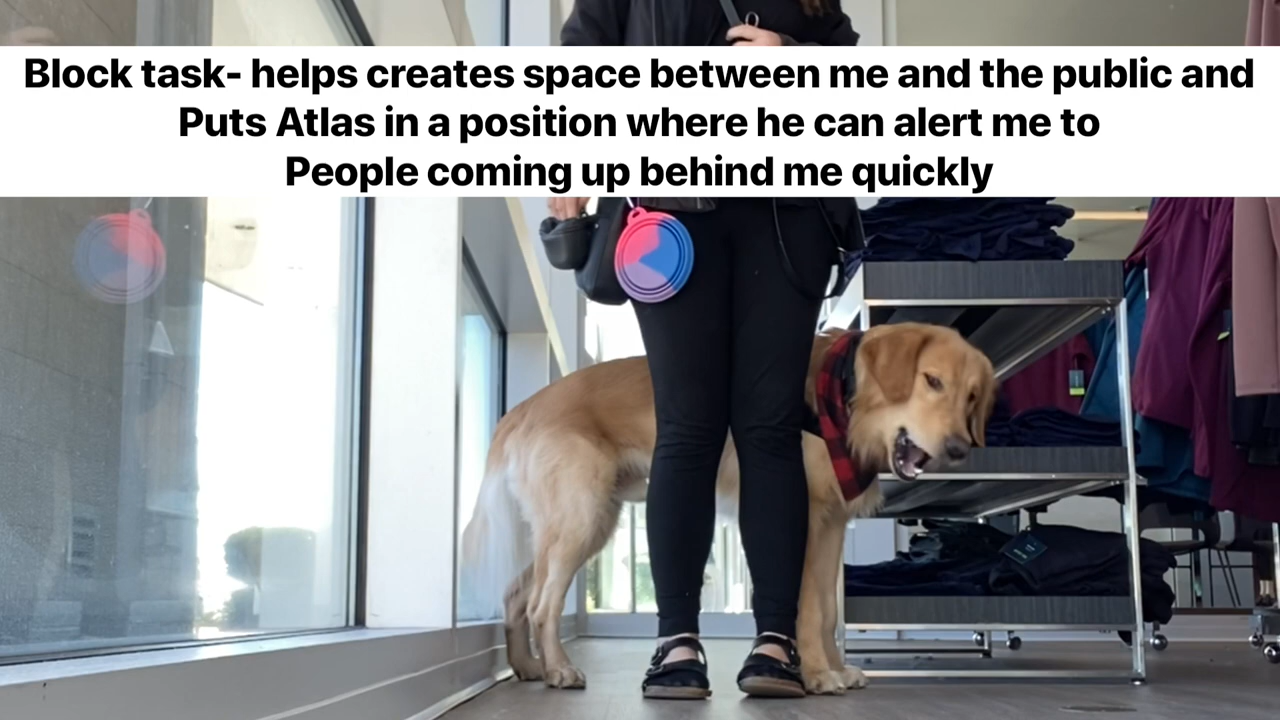 Block task- helps creates space between me and the public and
Puts Atlas in a position where he can alert me to
People coming up behind me quickly